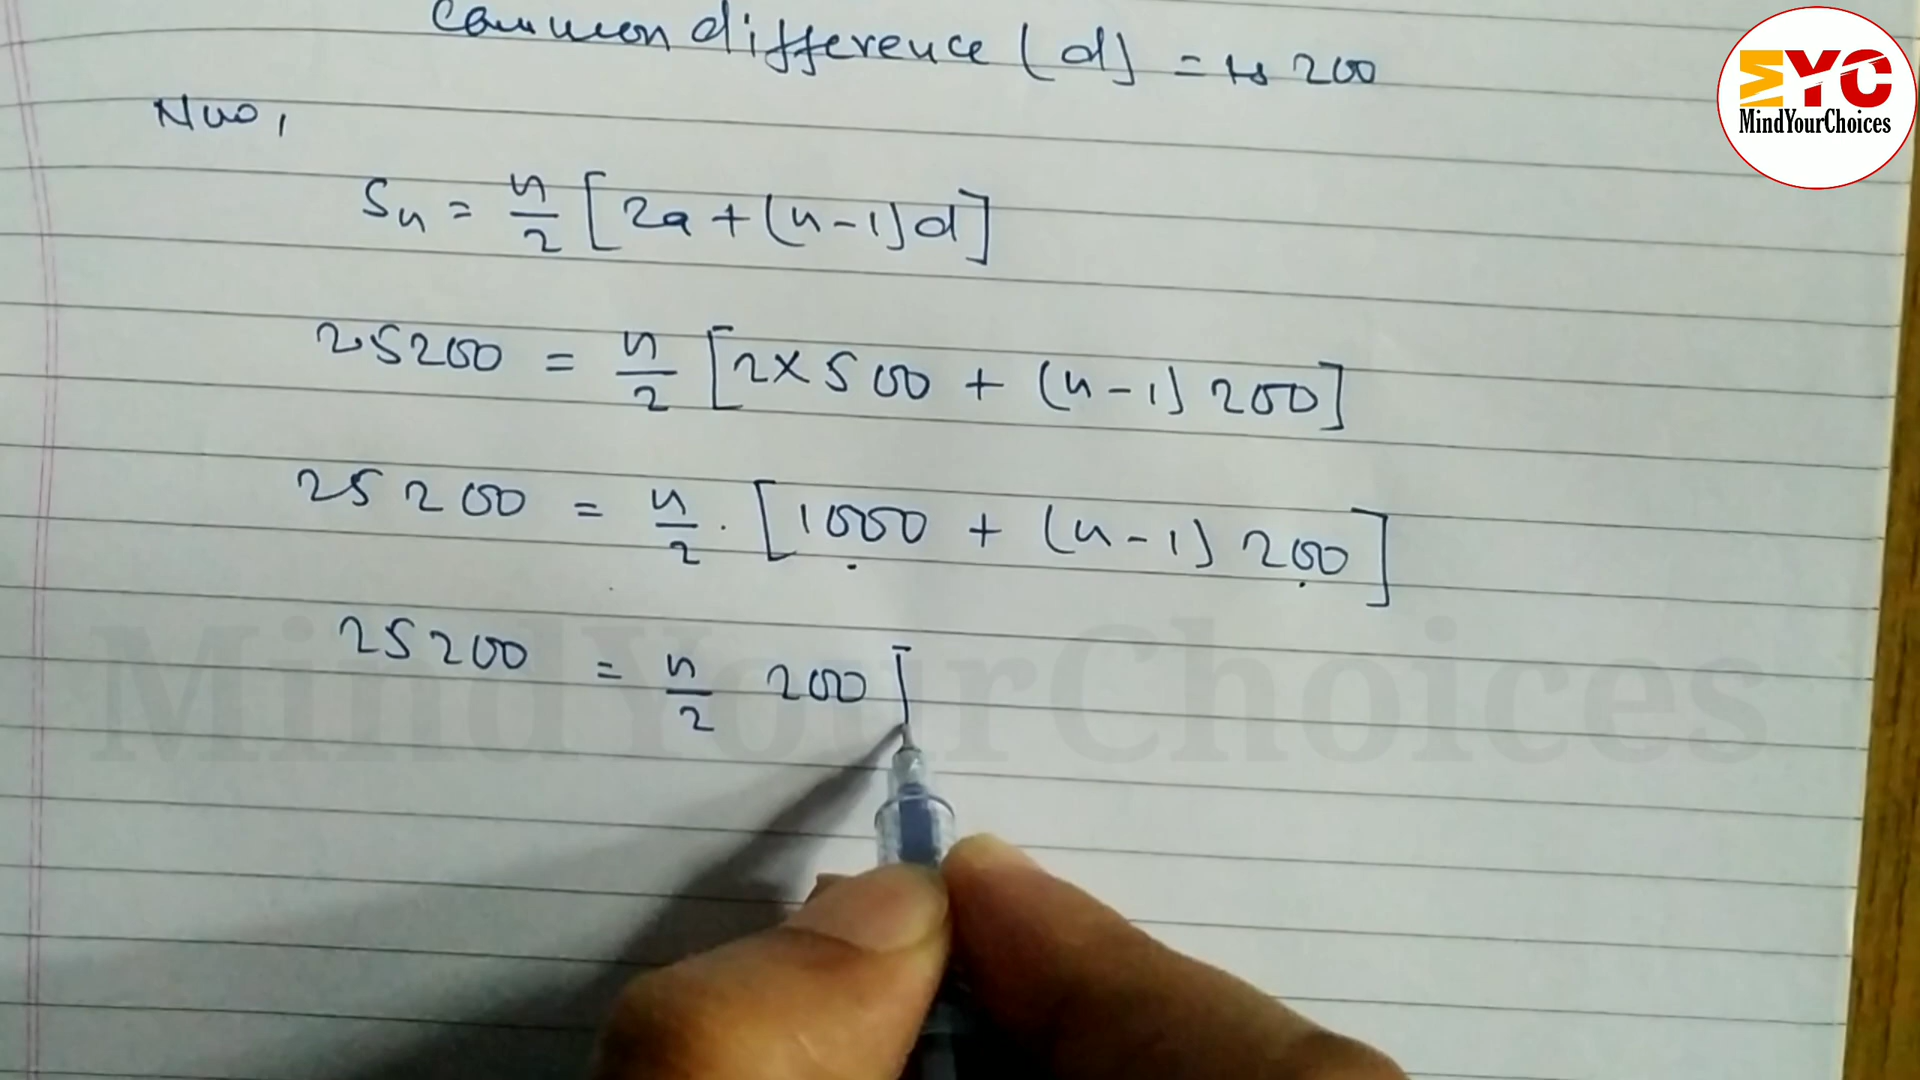 MYC
MindYourChoices
Common difference (d) = Rs 200
Nwo,
Sn = n/2 [2a + (n-1)d]
25200 = n/2 [2×500 + (n-1) 200]
25200 = n/2 . [1000 + (n-1) 200]
25200 = n/2 200 [
MindYourChoices